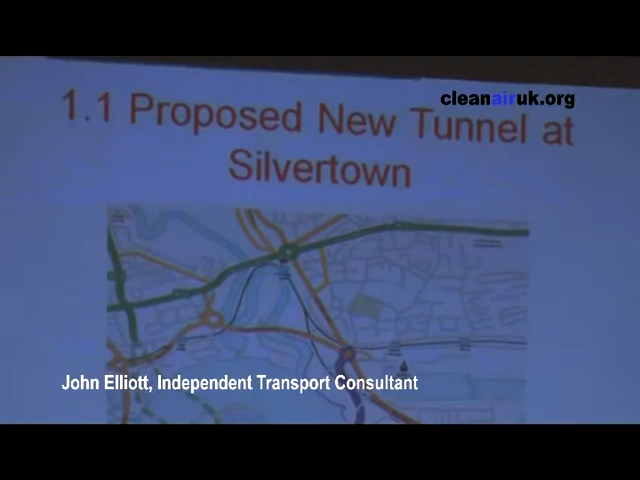 cleanairuk.org
1.1 Proposed New Tunnel at
Silvertown
John Elliott, Independent Transport Consultant